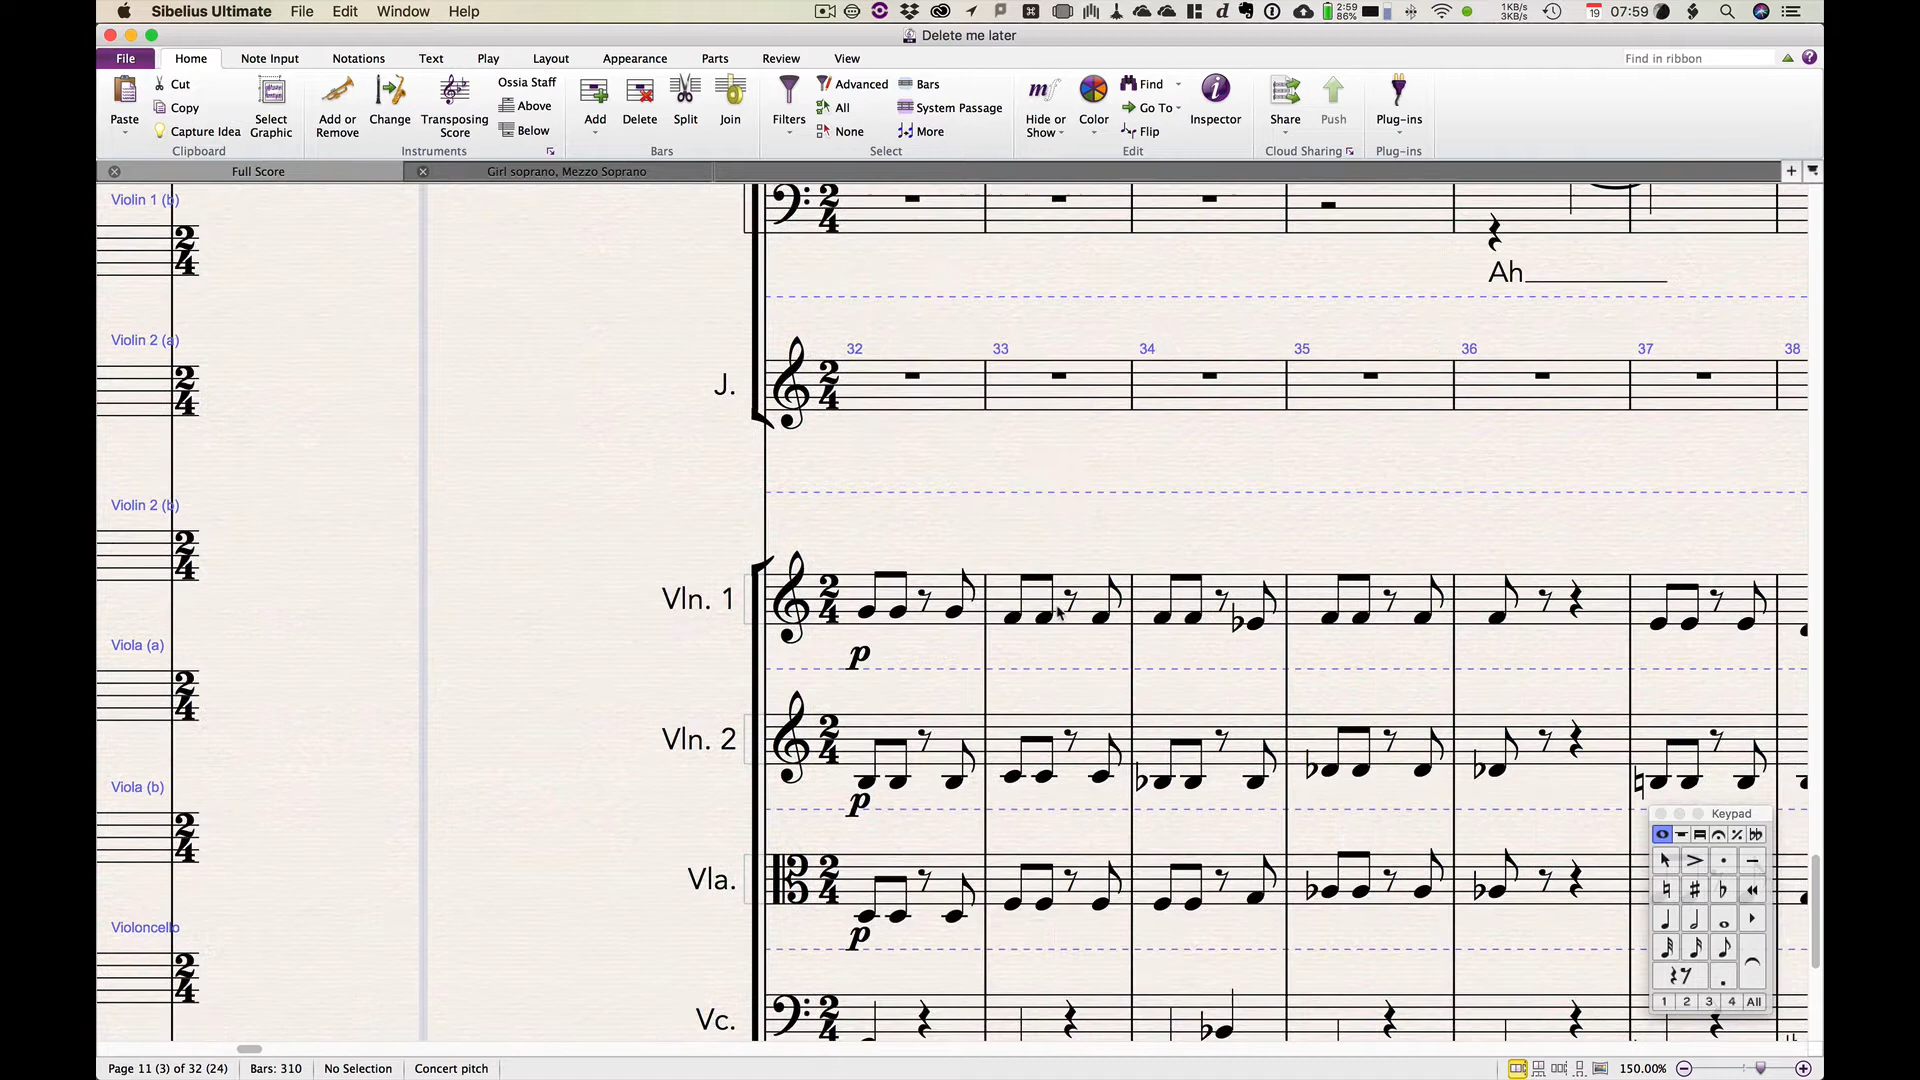 Sibelius Ultimate File Edit Window Help
2:59 86% 1KB/s 3KB/s 19 07:59
Delete me later
File Home Note Input Notations Text Play Layout Appearance Parts Review View Find in ribbon
Paste Cut Copy Capture Idea Select Graphic
Clipboard
Add or Remove Change Transposing Score Ossia Staff Above Below
Instruments
Add Delete Split Join
Bars
Filters Advanced All None Bars System Passage More
Select
Hide or Show Color Find Go To Flip Inspector
Edit
Share Push
Cloud Sharing
Plug-ins
Plug-ins
Full Score Girl soprano, Mezzo Soprano
Violin 1 (b)
Ah
Violin 2 (a)
32 33 34 35 36 37 38
J.
Violin 2 (b)
Vln. 1
p
Viola (a)
Vln. 2
p
Viola (b)
Keypad
Vla.
p
Violoncello
Vc.
1 2 3 4 All
Page 11 (3) of 32 (24) Bars: 310 No Selection Concert pitch 150.00%